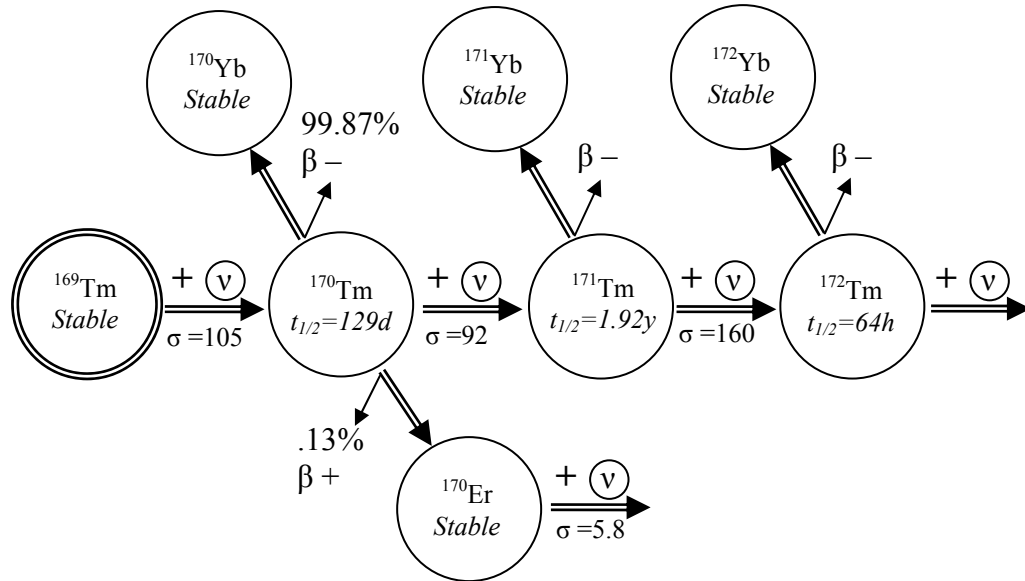 ¹⁷⁰Yb
Stable
¹⁷¹Yb
Stable
¹⁷²Yb
Stable
99.87%
β –
β –
β –
¹⁶⁹Tm
Stable
+ ν
σ =105
¹⁷⁰Tm
t₁/₂=129d
+ ν
σ =92
¹⁷¹Tm
t₁/₂=1.92y
+ ν
σ =160
¹⁷²Tm
t₁/₂=64h
+ ν
.13%
β +
¹⁷⁰Er
Stable
+ ν
σ =5.8